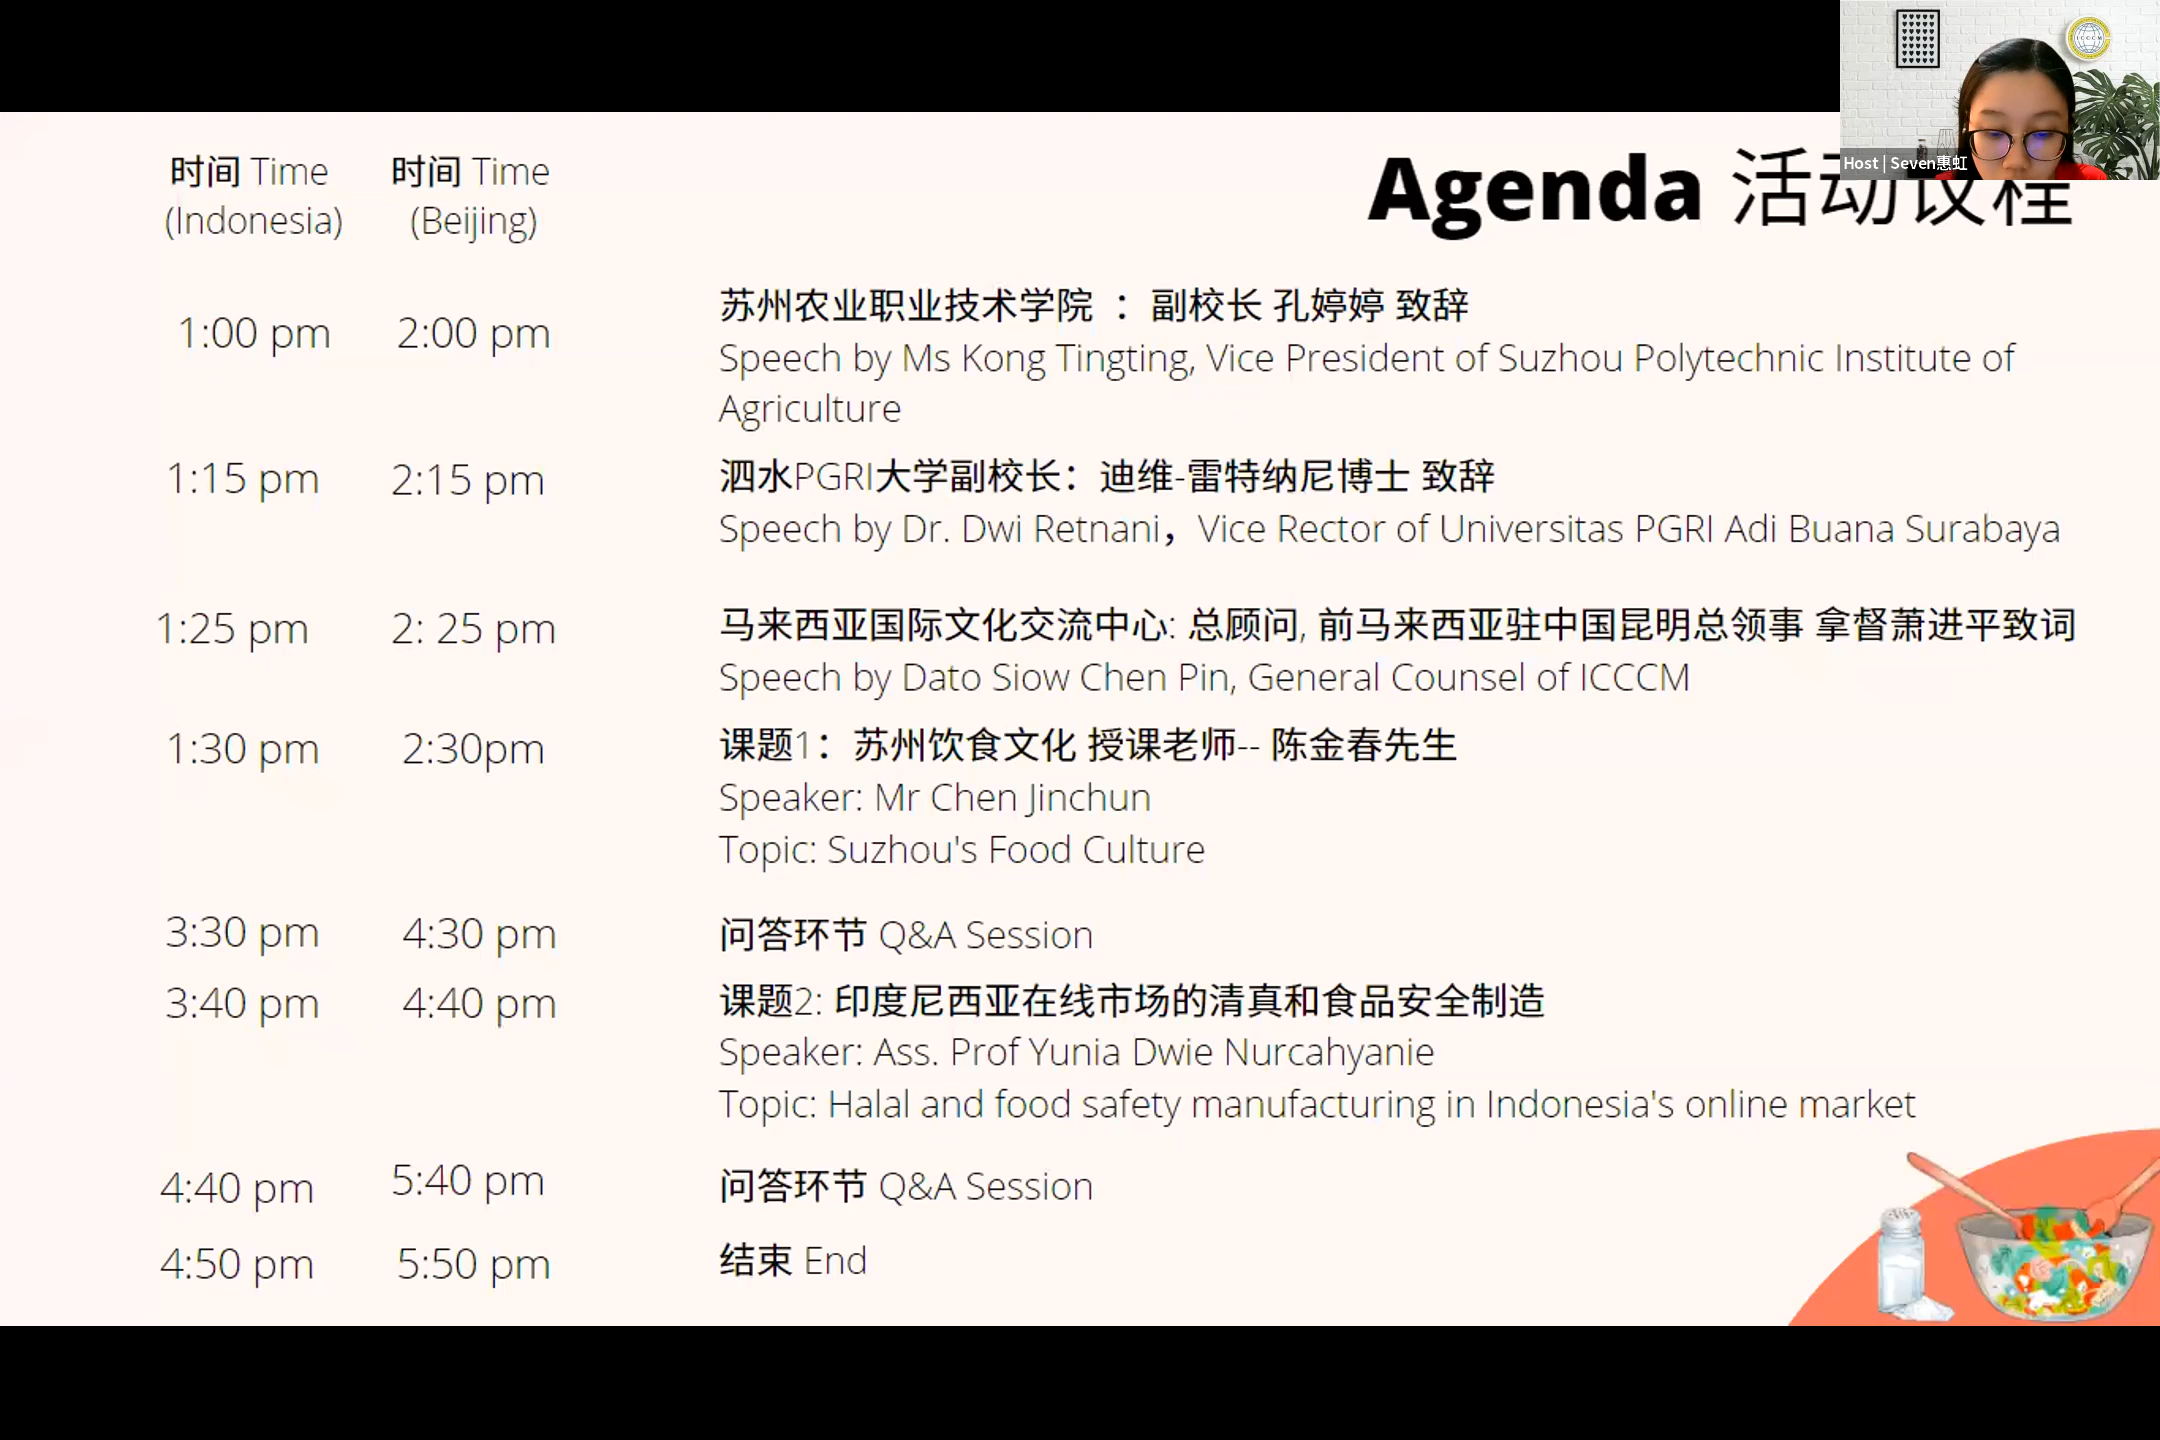 Host | Seven惠虹
Agenda 活动议程
时间 Time 时间 Time
(Indonesia) (Beijing)
1:00 pm 2:00 pm
苏州农业职业技术学院 ：副校长 孔婷婷 致辞
Speech by Ms Kong Tingting, Vice President of Suzhou Polytechnic Institute of
Agriculture
1:15 pm 2:15 pm
泗水PGRI大学副校长：迪维-雷特纳尼博士 致辞
Speech by Dr. Dwi Retnani，Vice Rector of Universitas PGRI Adi Buana Surabaya
1:25 pm 2: 25 pm
马来西亚国际文化交流中心: 总顾问, 前马来西亚驻中国昆明总领事 拿督萧进平致词
Speech by Dato Siow Chen Pin, General Counsel of ICCCM
1:30 pm 2:30pm
课题1：苏州饮食文化 授课老师-- 陈金春先生
Speaker: Mr Chen Jinchun
Topic: Suzhou's Food Culture
3:30 pm 4:30 pm
问答环节 Q&A Session
3:40 pm 4:40 pm
课题2: 印度尼西亚在线市场的清真和食品安全制造
Speaker: Ass. Prof Yunia Dwie Nurcahyanie
Topic: Halal and food safety manufacturing in Indonesia's online market
4:40 pm 5:40 pm
问答环节 Q&A Session
4:50 pm 5:50 pm
结束 End